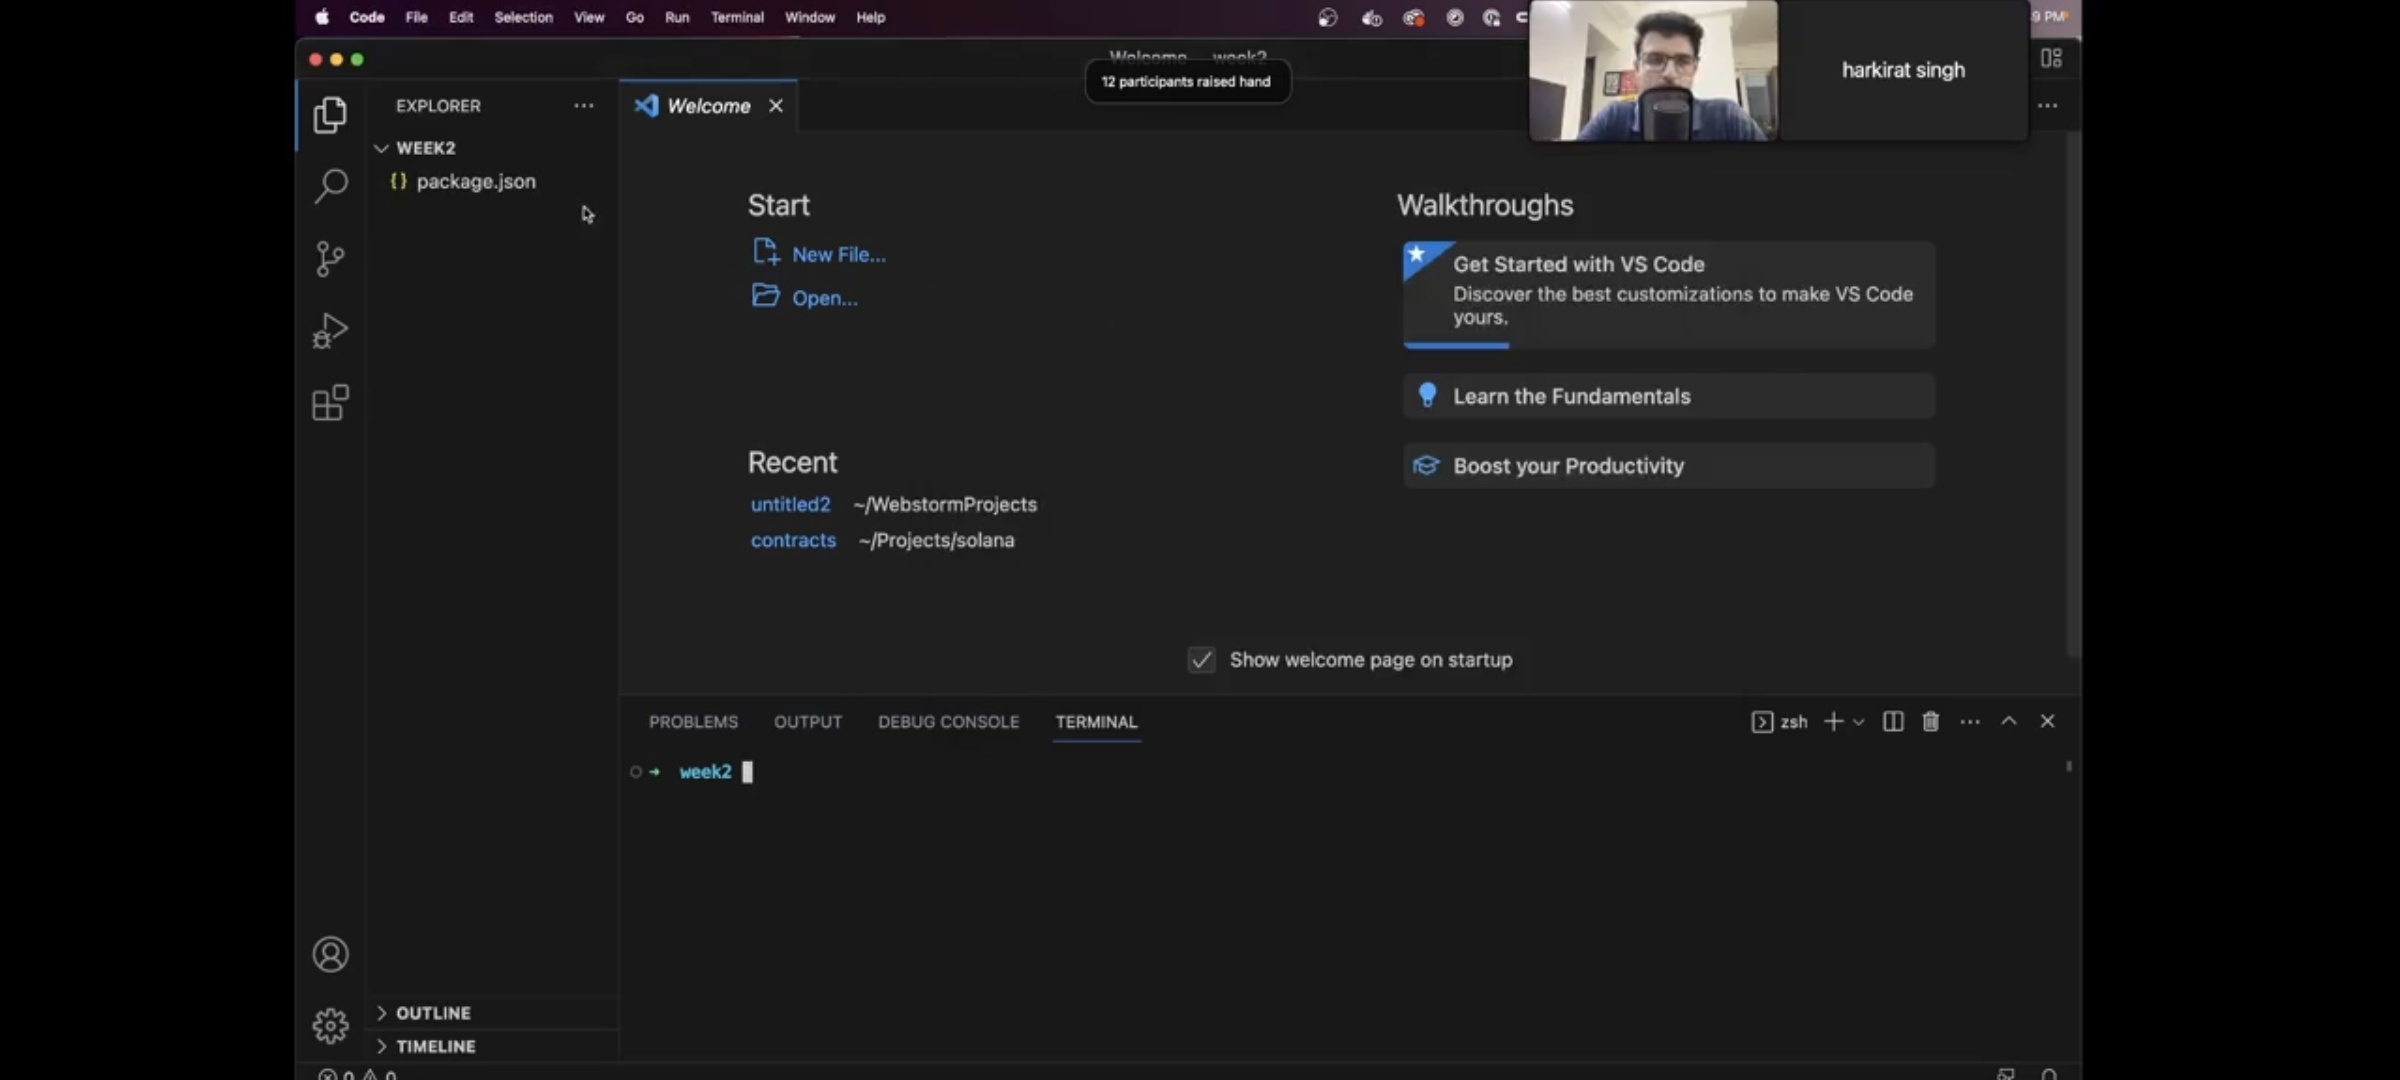 Code File Edit Selection View Go Run Terminal Window Help
9 PM
Welcome week2
12 participants raised hand
harkirat singh
EXPLORER
Welcome
WEEK2
{} package.json
Start
New File...
Open...
Walkthroughs
Get Started with VS Code
Discover the best customizations to make VS Code
yours.
Learn the Fundamentals
Boost your Productivity
Recent
untitled2 ~/WebstormProjects
contracts ~/Projects/solana
Show welcome page on startup
PROBLEMS OUTPUT DEBUG CONSOLE TERMINAL
zsh
week2
OUTLINE
TIMELINE
0 0